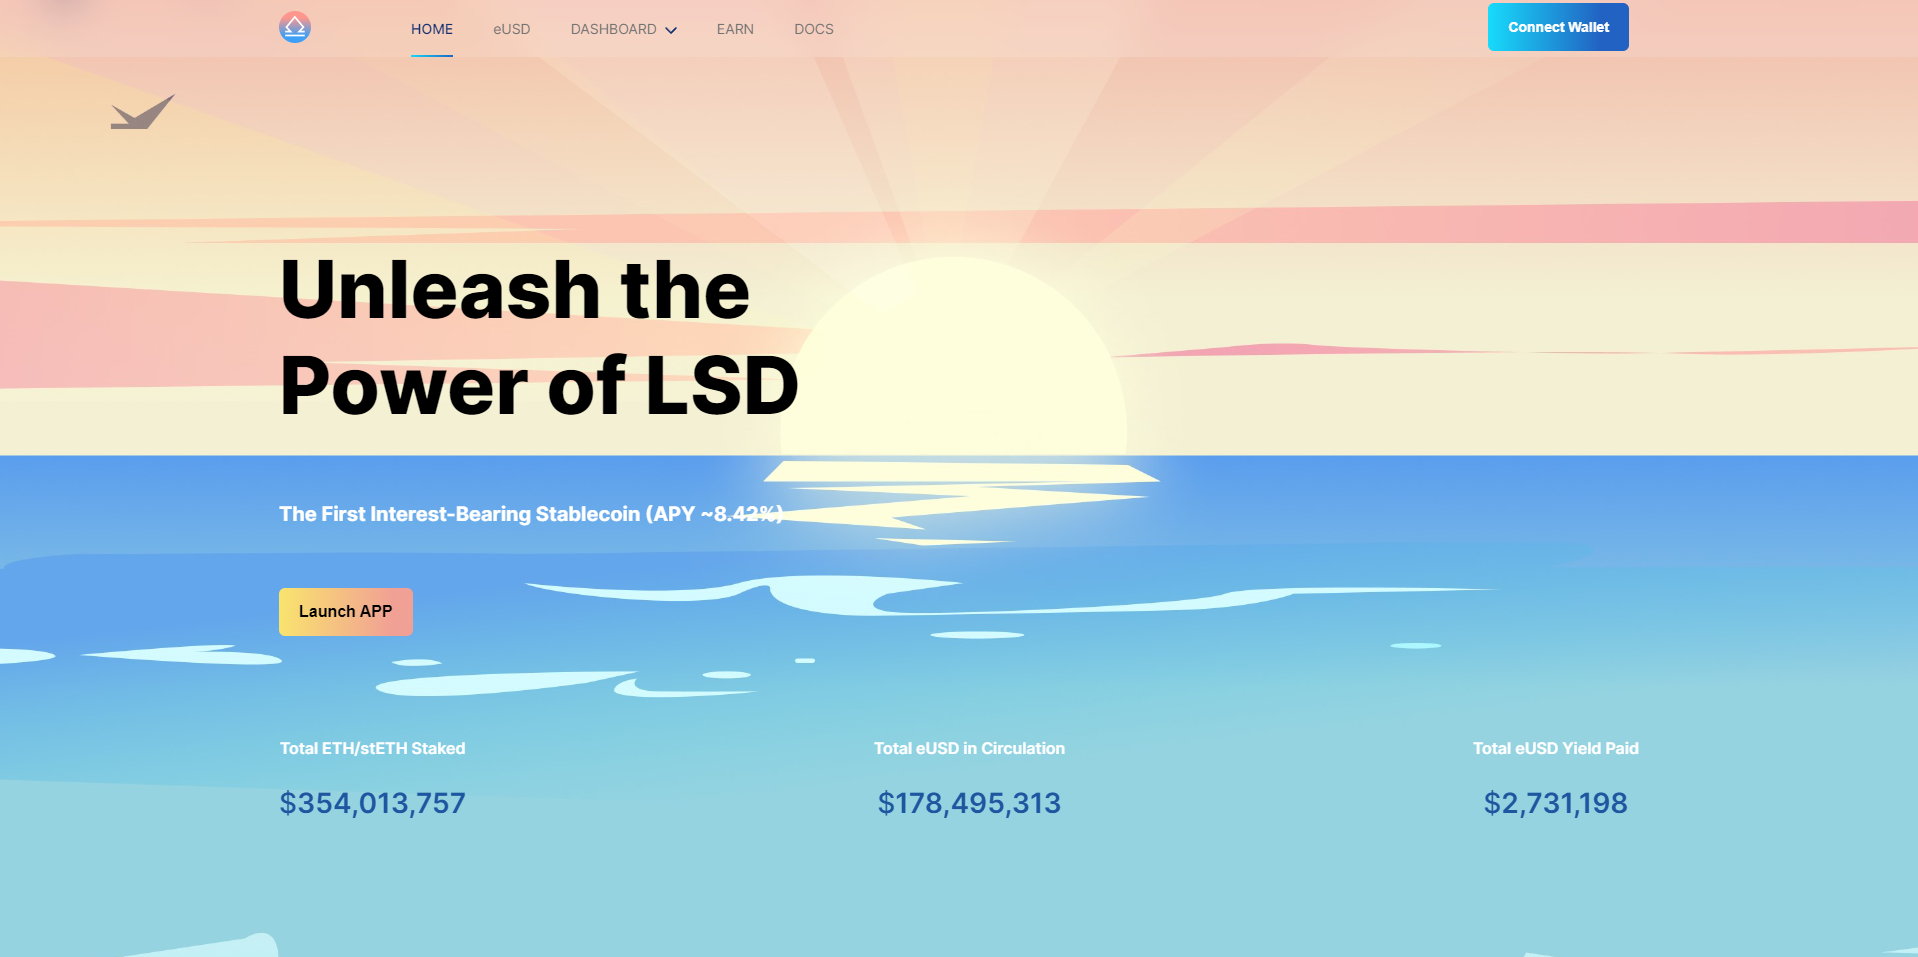 HOME
eUSD
DASHBOARD
EARN
DOCS
Connect Wallet
Unleash the
Power of LSD
The First Interest-Bearing Stablecoin (APY ~8.42%)
Launch APP
Total ETH/stETH Staked
$354,013,757
Total eUSD in Circulation
$178,495,313
Total eUSD Yield Paid
$2,731,198